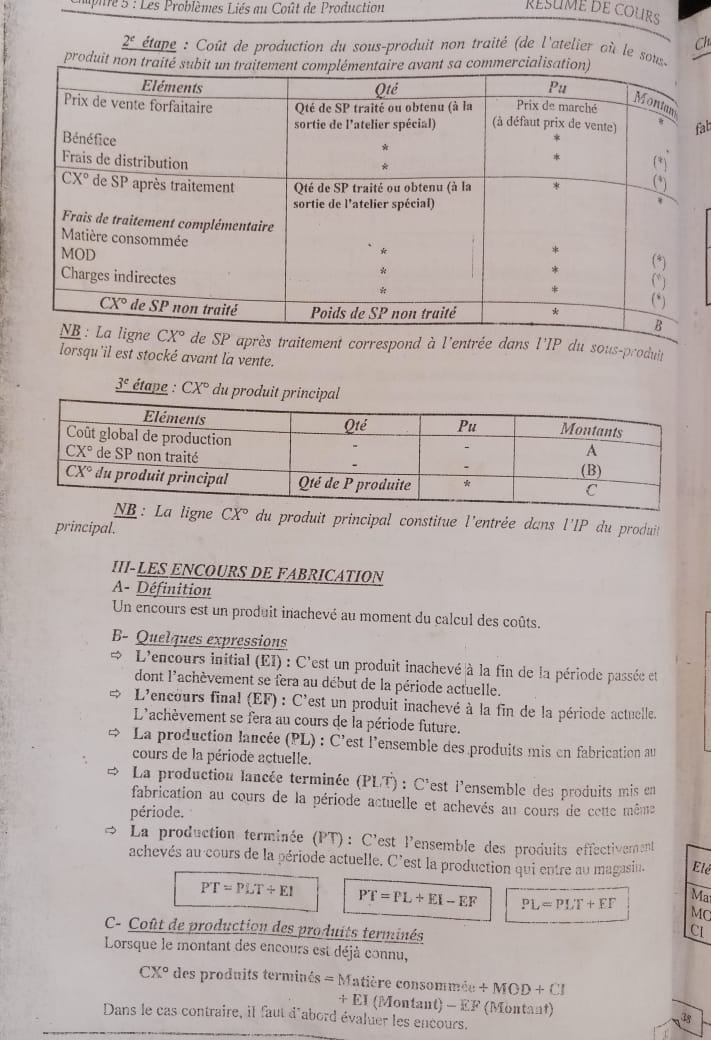 Chapitre 5 : Les Problèmes Liés au Coût de Production
RÉSUMÉ DE COURS
2e étape : Coût de production du sous-produit non traité (de l'atelier où le sous-
produit non traité subit un traitement complémentaire avant sa commercialisation)
Eléments Qté Pu Montants
Prix de vente forfaitaire Qté de SP traité ou obtenu (à la Prix de marché *
sortie de l'atelier spécial) (à défaut prix de vente)
Bénéfice * * (*)
Frais de distribution * * (*)
CX° de SP après traitement Qté de SP traité ou obtenu (à la * *
sortie de l'atelier spécial)
Frais de traitement complémentaire
Matière consommée * * (*)
MOD * * (*)
Charges indirectes * * (*)
CX° de SP non traité Poids de SP non traité * B
NB : La ligne CX° de SP après traitement correspond à l'entrée dans l'IP du sous-produit
lorsqu'il est stocké avant la vente.
3e étape : CX° du produit principal
Eléments Qté Pu Montants
Coût global de production - - A
CX° de SP non traité - - (B)
CX° du produit principal Qté de P produite * C
NB : La ligne CX° du produit principal constitue l'entrée dans l'IP du produit
principal.
III-LES ENCOURS DE FABRICATION
A- Définition
Un encours est un produit inachevé au moment du calcul des coûts.
B- Quelques expressions
⇨ L'encours initial (EI) : C'est un produit inachevé à la fin de la période passée et
dont l'achèvement se fera au début de la période actuelle.
⇨ L'encours final (EF) : C'est un produit inachevé à la fin de la période actuelle.
L'achèvement se fera au cours de la période future.
⇨ La production lancée (PL) : C'est l'ensemble des produits mis en fabrication au
cours de la période actuelle.
⇨ La production lancée terminée (PLT) : C'est l'ensemble des produits mis en
fabrication au cours de la période actuelle et achevés au cours de cette même
période.
⇨ La production terminée (PT) : C'est l'ensemble des produits effectivement
achevés au cours de la période actuelle. C'est la production qui entre au magasin.
PT = PLT + EI PT = PL + EI – EF PL = PLT + EF
C- Coût de production des produits terminés
Lorsque le montant des encours est déjà connu,
CX° des produits terminés = Matière consommée + MOD + CI
+ EI (Montant) – EF (Montant)
Dans le cas contraire, il faut d'abord évaluer les encours.
Ch
fab
Elé
Ma
MO
CI
38